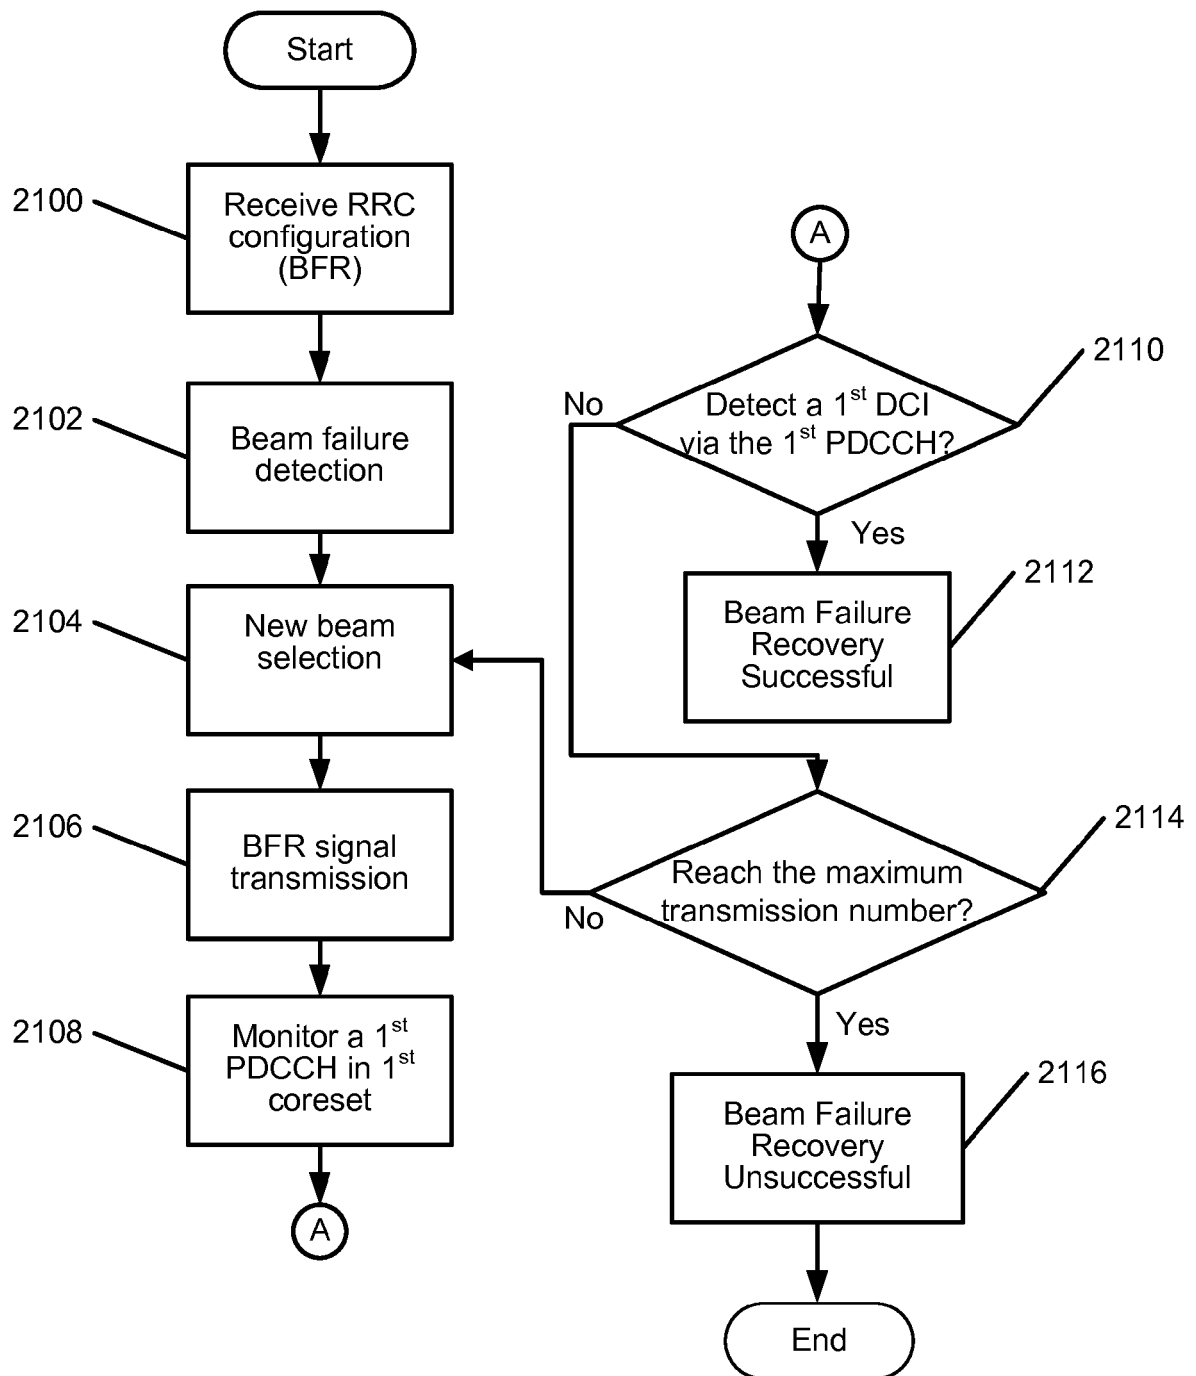 Start
2100
Receive RRC
configuration
(BFR)
2102
Beam failure
detection
2104
New beam
selection
2106
BFR signal
transmission
2108
Monitor a 1st
PDCCH in 1st
coreset
A
A
2110
No
Detect a 1st DCI
via the 1st PDCCH?
Yes
2112
Beam Failure
Recovery
Successful
2114
Reach the maximum
transmission number?
No
Yes
2116
Beam Failure
Recovery
Unsuccessful
End